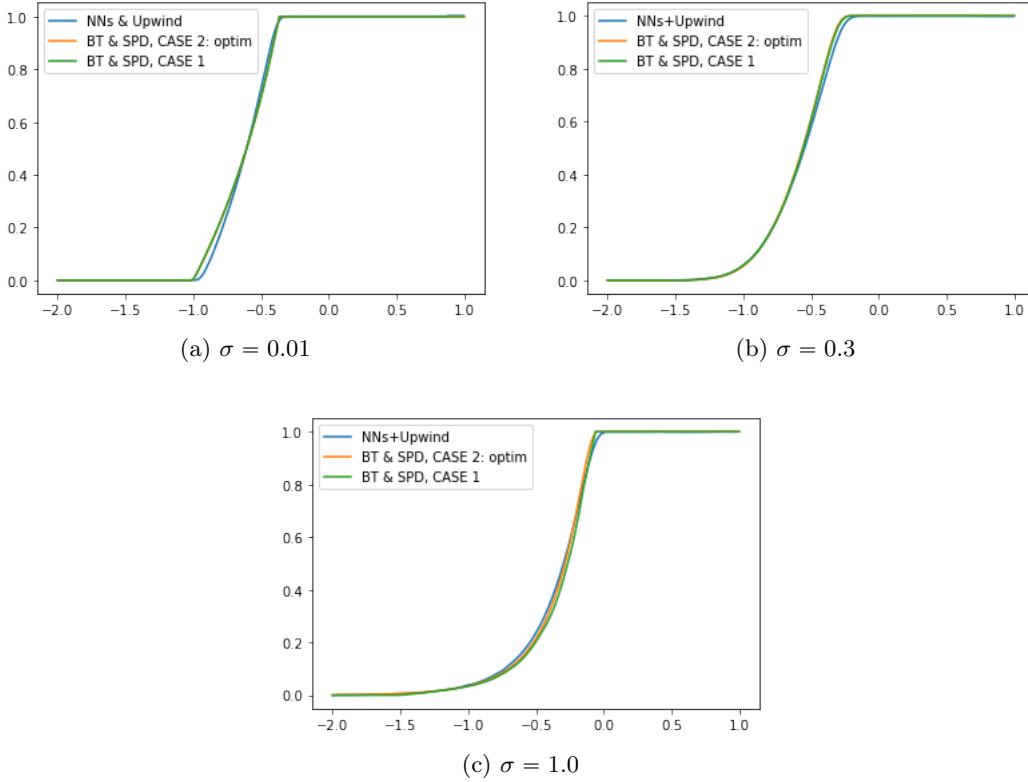 NNs & Upwind
BT & SPD, CASE 2: optim
BT & SPD, CASE 1
1.0
0.8
0.6
0.4
0.2
0.0
−2.0 −1.5 −1.0 −0.5 0.0 0.5 1.0
(a) σ = 0.01
NNs+Upwind
BT & SPD, CASE 2: optim
BT & SPD, CASE 1
1.0
0.8
0.6
0.4
0.2
0.0
−2.0 −1.5 −1.0 −0.5 0.0 0.5 1.0
(b) σ = 0.3
NNs+Upwind
BT & SPD, CASE 2: optim
BT & SPD, CASE 1
1.0
0.8
0.6
0.4
0.2
0.0
−2.0 −1.5 −1.0 −0.5 0.0 0.5 1.0
(c) σ = 1.0